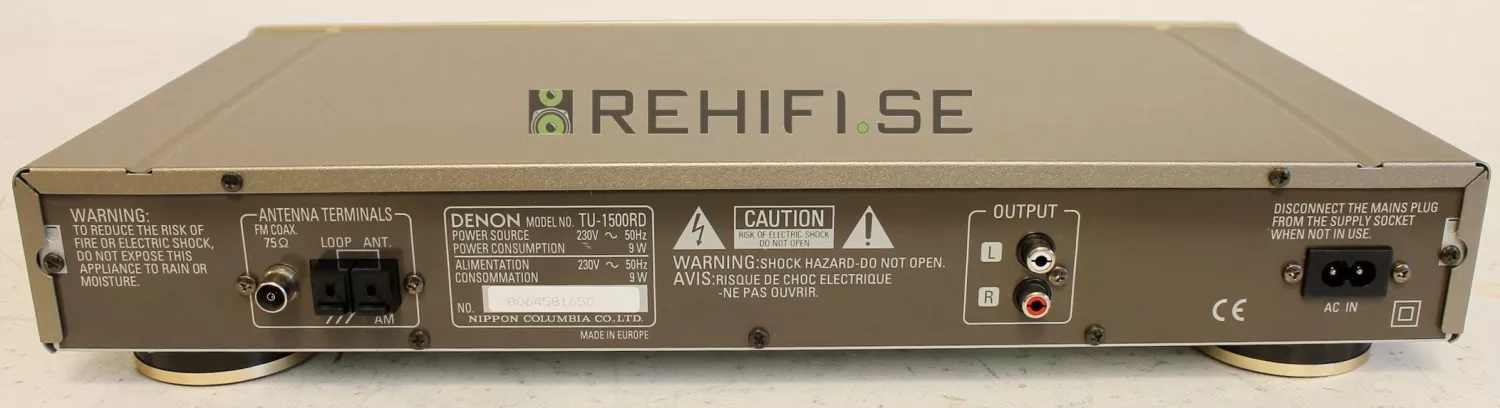 REHIFI.SE
WARNING:
TO REDUCE THE RISK OF
FIRE OR ELECTRIC SHOCK,
DO NOT EXPOSE THIS
APPLIANCE TO RAIN OR
MOISTURE.
ANTENNA TERMINALS
FM COAX.
75Ω
LOOP ANT.
AM
DENON MODEL NO. TU-1500RD
POWER SOURCE 230V ~ 50Hz
POWER CONSUMPTION 9 W
ALIMENTATION 230V ~ 50Hz
CONSOMMATION 9 W
NO. 8064581650
NIPPON COLUMBIA CO., LTD.
MADE IN EUROPE
CAUTION
RISK OF ELECTRIC SHOCK
DO NOT OPEN
WARNING: SHOCK HAZARD-DO NOT OPEN.
AVIS: RISQUE DE CHOC ELECTRIQUE
-NE PAS OUVRIR.
OUTPUT
L
R
CE
DISCONNECT THE MAINS PLUG
FROM THE SUPPLY SOCKET
WHEN NOT IN USE.
AC IN